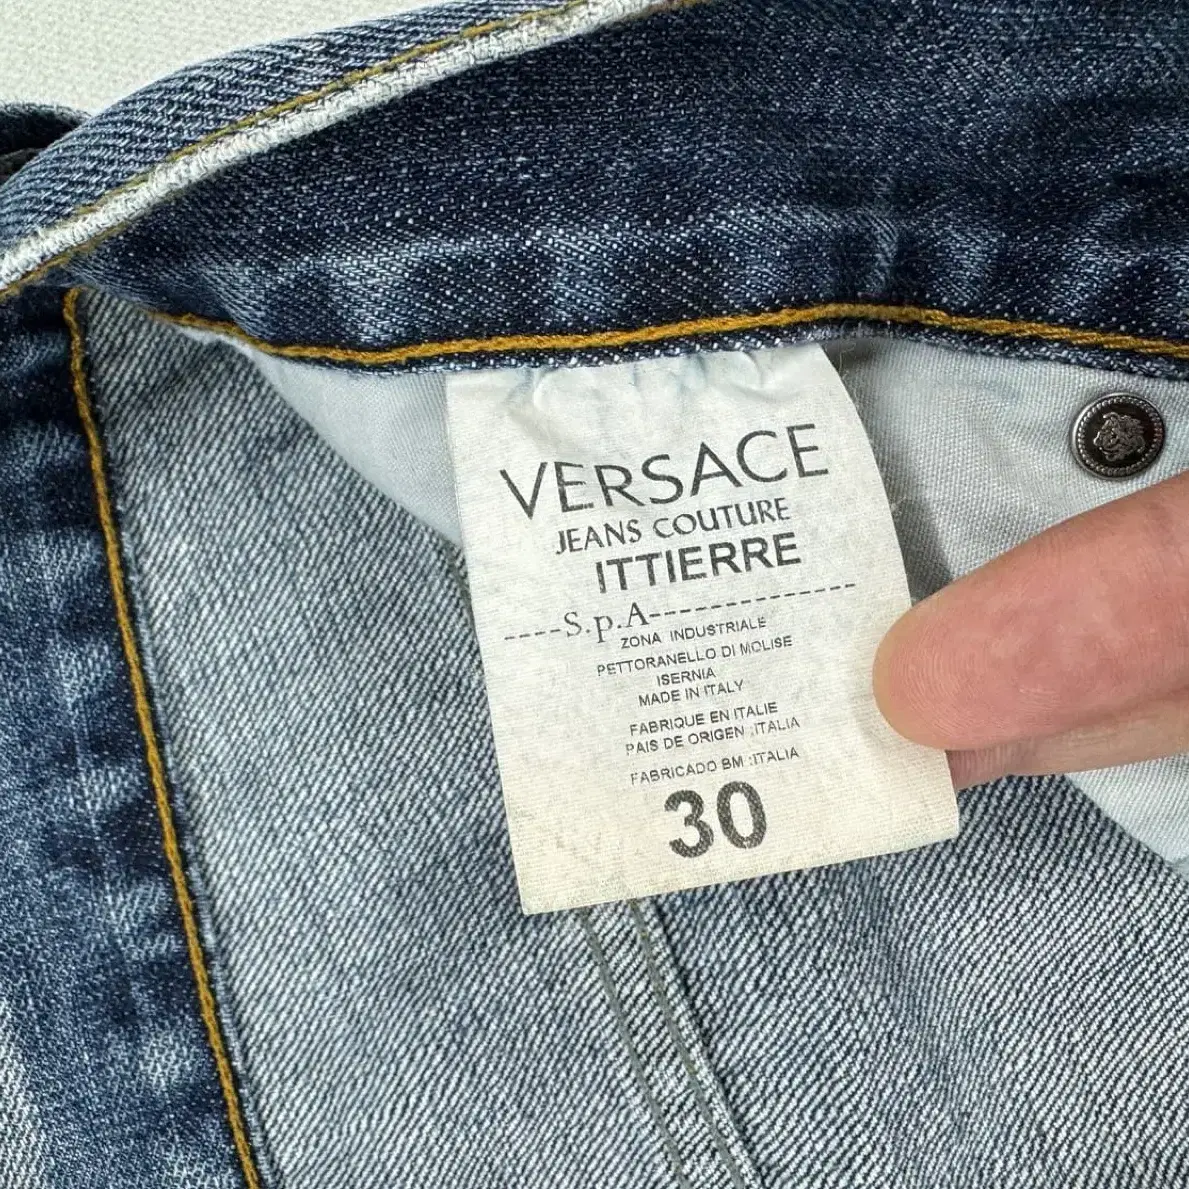 VERSACE
JEANS COUTURE
ITTIERRE
----S.p.A--------------
ZONA INDUSTRIALE
PETTORANELLO DI MOLISE
ISERNIA
MADE IN ITALY
FABRIQUE EN ITALIE
PAIS DE ORIGEN :ITALIA
FABRICADO BM :ITALIA
30